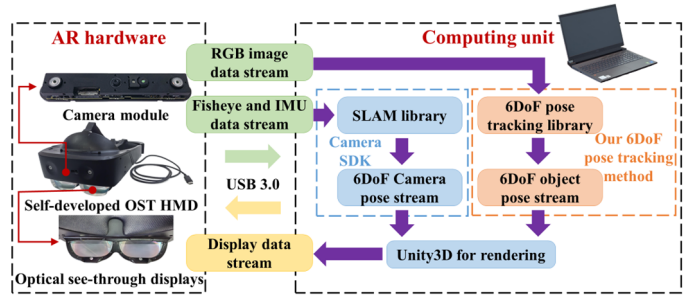 AR hardware
Camera module
Self-developed OST HMD
Optical see-through displays
RGB image
data stream
Fisheye and IMU
data stream
USB 3.0
Display data
stream
Computing unit
SLAM library
Camera
SDK
6DoF Camera
pose stream
6DoF pose
tracking library
Our 6DoF
pose tracking
method
6DoF object
pose stream
Unity3D for rendering